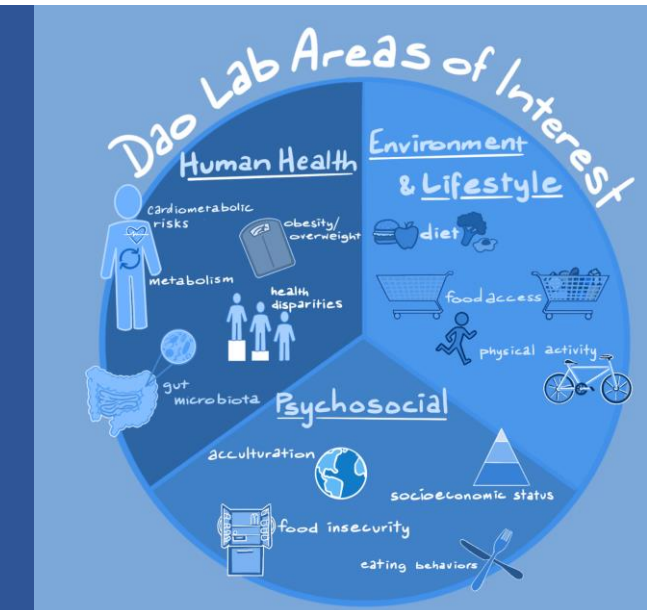 Dao Lab Areas of Interest
Human Health
cardiometabolic
risks
obesity/
overweight
metabolism
health
disparities
gut
microbiota
Environment
& Lifestyle
diet
food access
physical activity
Psychosocial
acculturation
socioeconomic status
food insecurity
eating behaviors